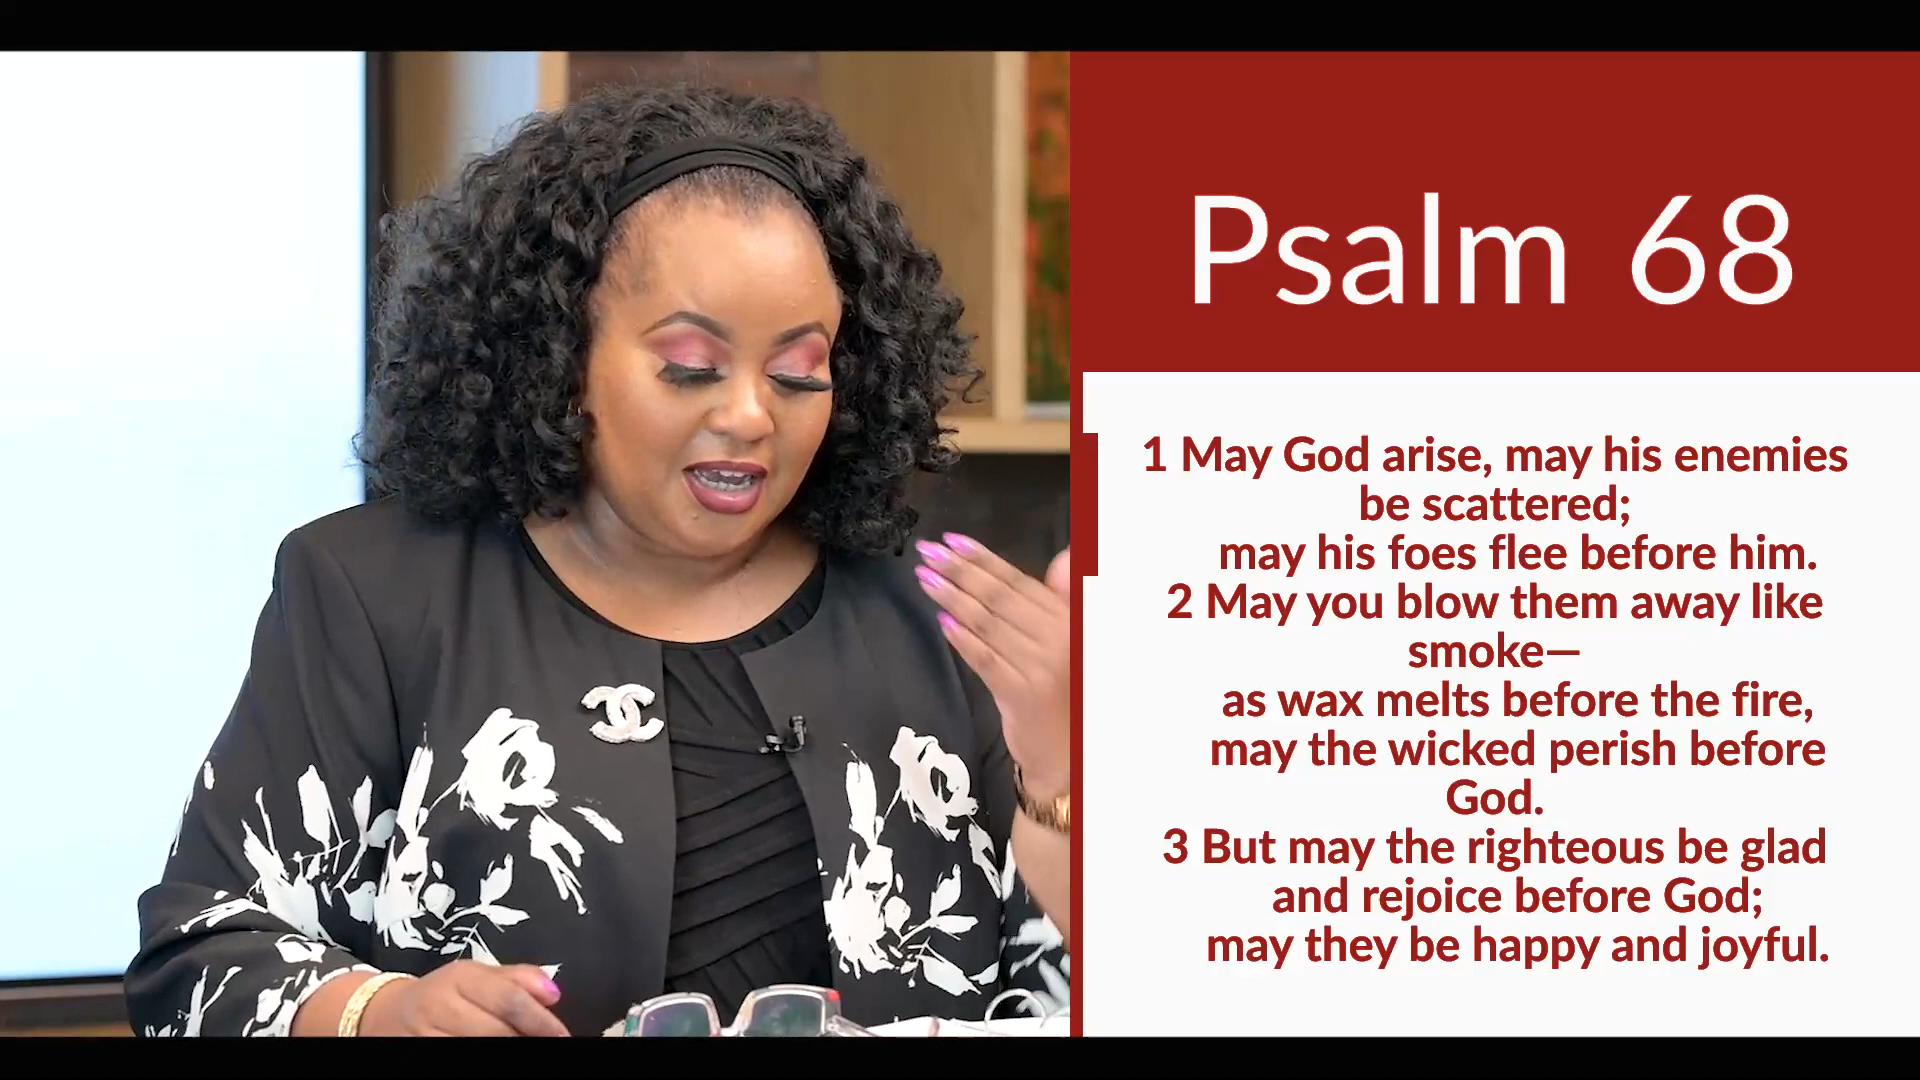 Psalm 68
1 May God arise, may his enemies
be scattered;
may his foes flee before him.
2 May you blow them away like
smoke—
as wax melts before the fire,
may the wicked perish before
God.
3 But may the righteous be glad
and rejoice before God;
may they be happy and joyful.